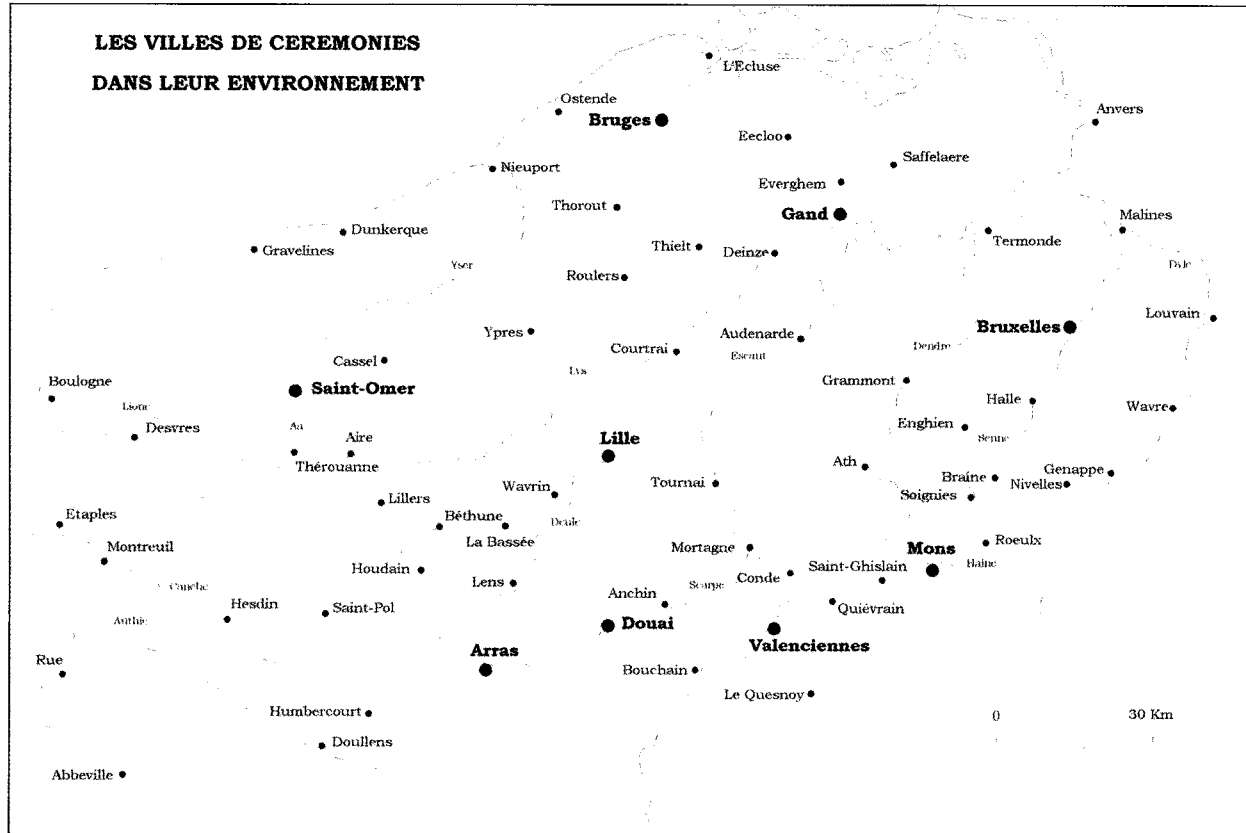 LES VILLES DE CEREMONIES
DANS LEUR ENVIRONNEMENT
L'Ecluse
Ostende
Bruges
Anvers
Eecloo
Saffelaere
Nieuport
Everghem
Thorout
Gand
Malines
Dunkerque
Termonde
Gravelines
Thielt
Deinze
Yser
Dyle
Roulers
Louvain
Ypres
Audenarde
Bruxelles
Courtrai
Escaut
Dendre
Cassel
Lys
Boulogne
Saint-Omer
Grammont
Halle
Liane
Wavre
Desvres
Aa
Aire
Lille
Enghien
Senne
Thérouanne
Ath
Genappe
Wavrin
Tournai
Braîne
Nivelles
Lillers
Soignies
Etaples
Béthune
Deule
La Bassée
Montreuil
Mortagne
Mons
Roeulx
Houdain
Saint-Ghislain
Haine
Canche
Lens
Scarpe
Conde
Hesdin
Saint-Pol
Anchin
Quiévrain
Authie
Douai
Valenciennes
Arras
Rue
Bouchain
Le Quesnoy
Humbercourt
0 30 Km
Doullens
Abbeville